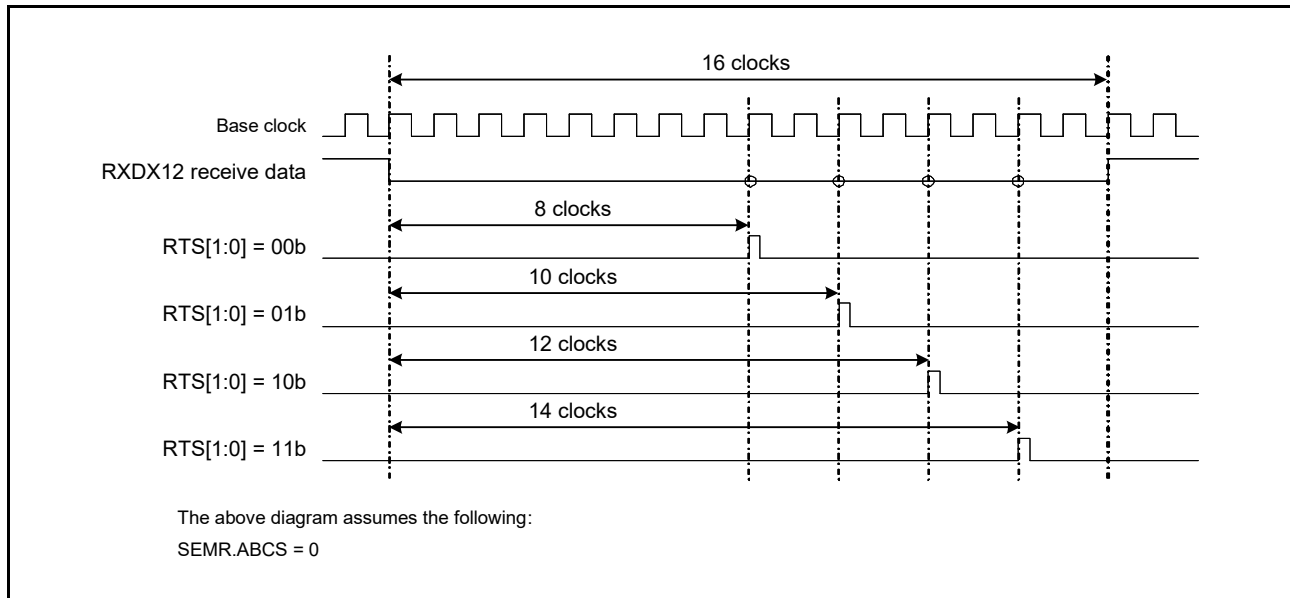 16 clocks
Base clock
RXDX12 receive data
8 clocks
RTS[1:0] = 00b
10 clocks
RTS[1:0] = 01b
12 clocks
RTS[1:0] = 10b
14 clocks
RTS[1:0] = 11b
The above diagram assumes the following:
SEMR.ABCS = 0